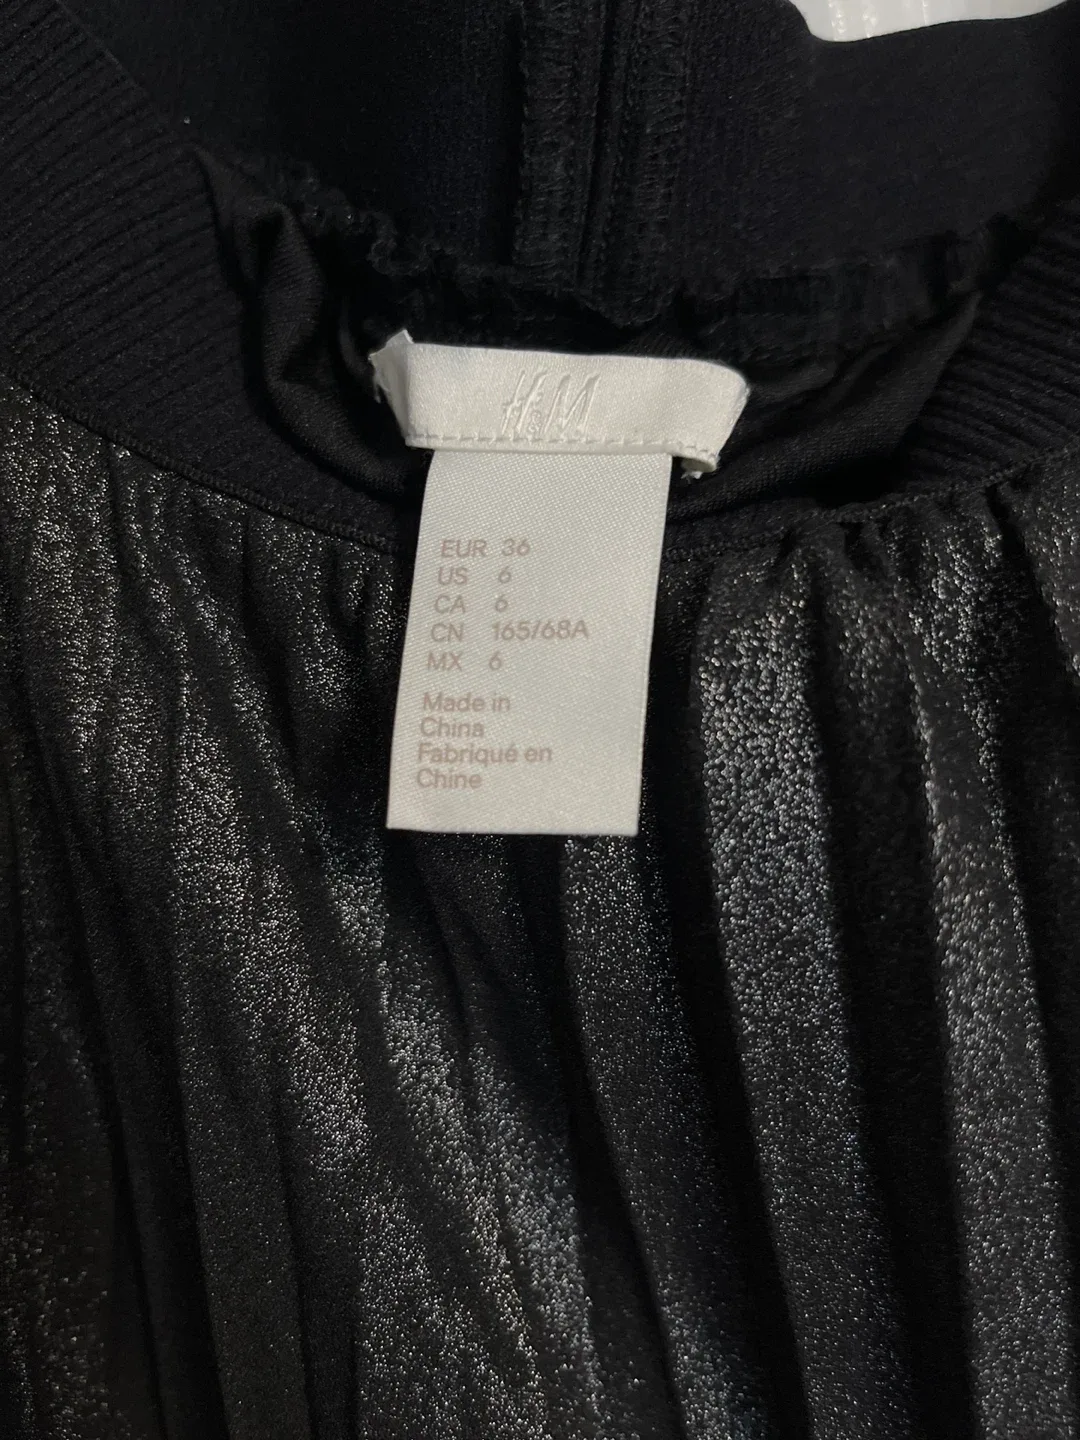 H&M
EUR 36
US 6
CA 6
CN 165/68A
MX 6
Made in
China
Fabriqué en
Chine